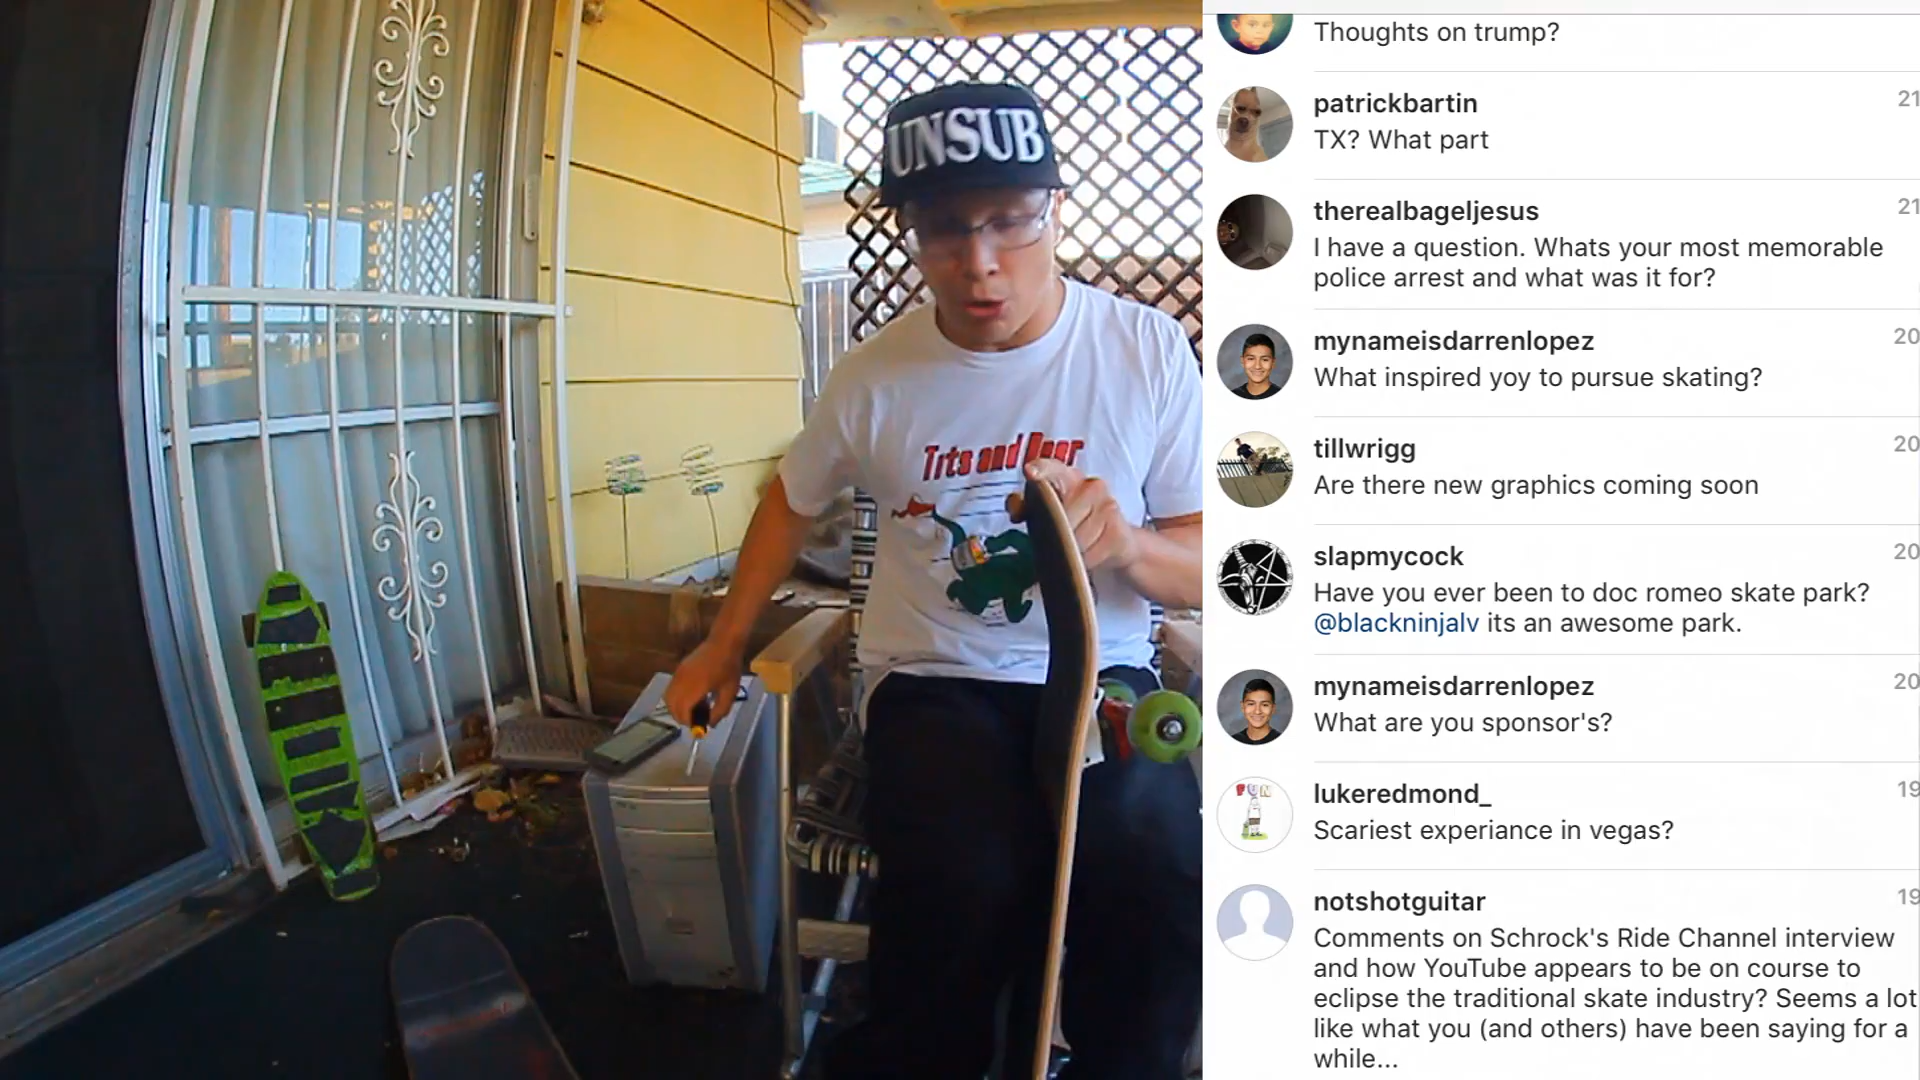 UNSUB
Tits and Beer
Thoughts on trump?
patrickbartin
21
TX? What part
therealbageljesus
21
I have a question. Whats your most memorable
police arrest and what was it for?
mynameisdarrenlopez
20
What inspired yoy to pursue skating?
tillwrigg
20
Are there new graphics coming soon
slapmycock
20
Have you ever been to doc romeo skate park?
@blackninjalv its an awesome park.
mynameisdarrenlopez
20
What are you sponsor's?
lukeredmond_
19
Scariest experiance in vegas?
notshotguitar
19
Comments on Schrock's Ride Channel interview
and how YouTube appears to be on course to
eclipse the traditional skate industry? Seems a lot
like what you (and others) have been saying for a
while...